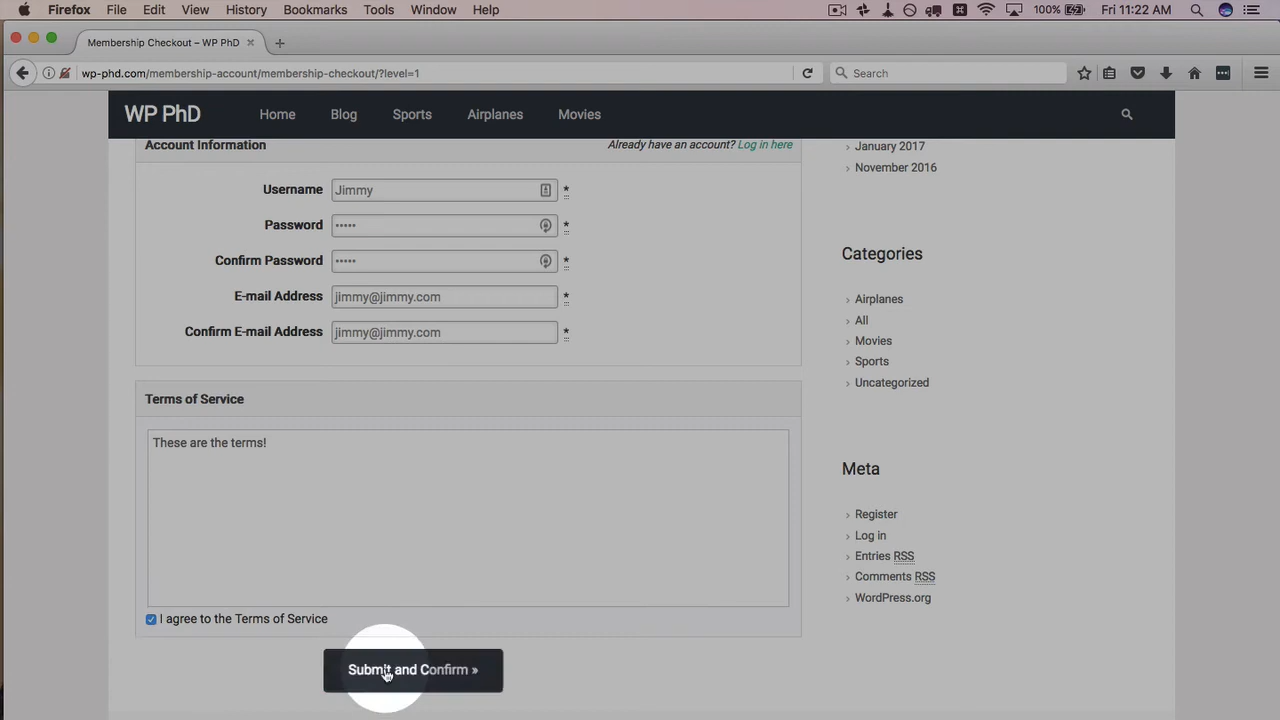 Firefox File Edit View History Bookmarks Tools Window Help 100% Fri 11:22 AM
Membership Checkout – WP PhD
wp-phd.com/membership-account/membership-checkout/?level=1 Search
WP PhD Home Blog Sports Airplanes Movies
Account Information Already have an account? Log in here
Username Jimmy *
Password ••••• *
Confirm Password ••••• *
E-mail Address jimmy@jimmy.com *
Confirm E-mail Address jimmy@jimmy.com *
Terms of Service
These are the terms!
I agree to the Terms of Service
Submit and Confirm »
January 2017
November 2016
Categories
Airplanes
All
Movies
Sports
Uncategorized
Meta
Register
Log in
Entries RSS
Comments RSS
WordPress.org